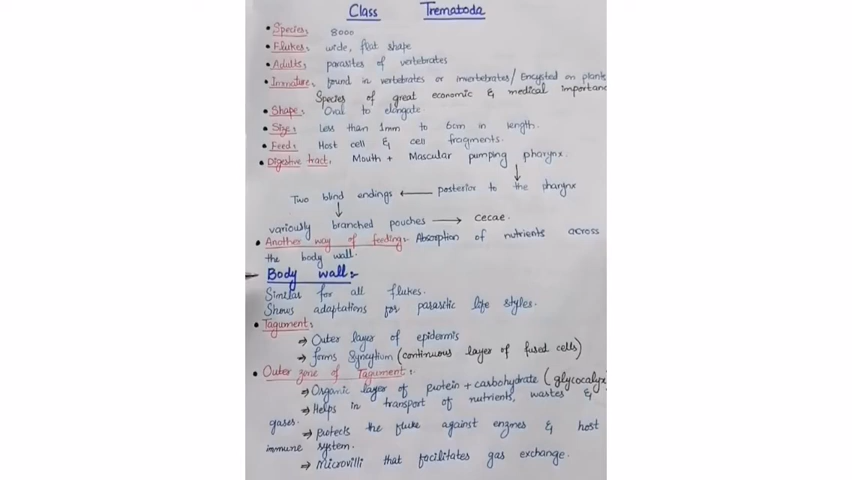 Class Trematoda
• Species: 8000
• Flukes: wide, flat shape
• Adults: parasites of vertebrates
• Immature: found in vertebrates or invertebrates/ Encysted on plants
Species of great economic & medical importance
• Shape: Oval to elongate
• Size: Less than 1mm to 6cm in length.
• Feed: Host cell & cell fragments.
• Digestive tract: Mouth + Mascular pumping pharynx.
↓
Two blind endings ← posterior to the pharynx
↓
variously branched pouches → cecae.
• Another way of feeding: Absorption of nutrients across
the body wall.
Body wall:-
Similar for all flukes.
Shows adaptations for parasitic life styles.
• Tagument:
⇒ Outer layer of epidermis
⇒ forms Syncytium (continuous layer of fused cells)
• Outer zone of Tagument:
⇒ Organic layer of protein + carbohydrate (glycocalyx)
⇒ Helps in transport of nutrients, wastes &
gases.
⇒ protects the fluke against enzymes & host
immune system.
⇒ Microvilli that facilitates gas exchange.